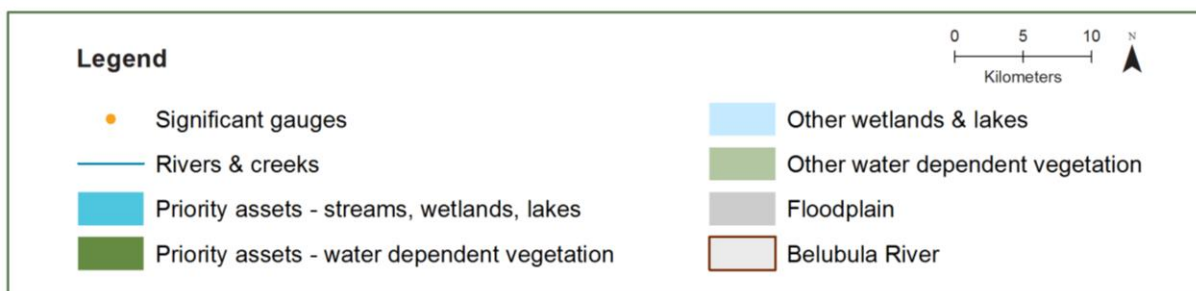 Legend
0 5 10 N
Kilometers
Significant gauges
Rivers & creeks
Priority assets - streams, wetlands, lakes
Priority assets - water dependent vegetation
Other wetlands & lakes
Other water dependent vegetation
Floodplain
Belubula River